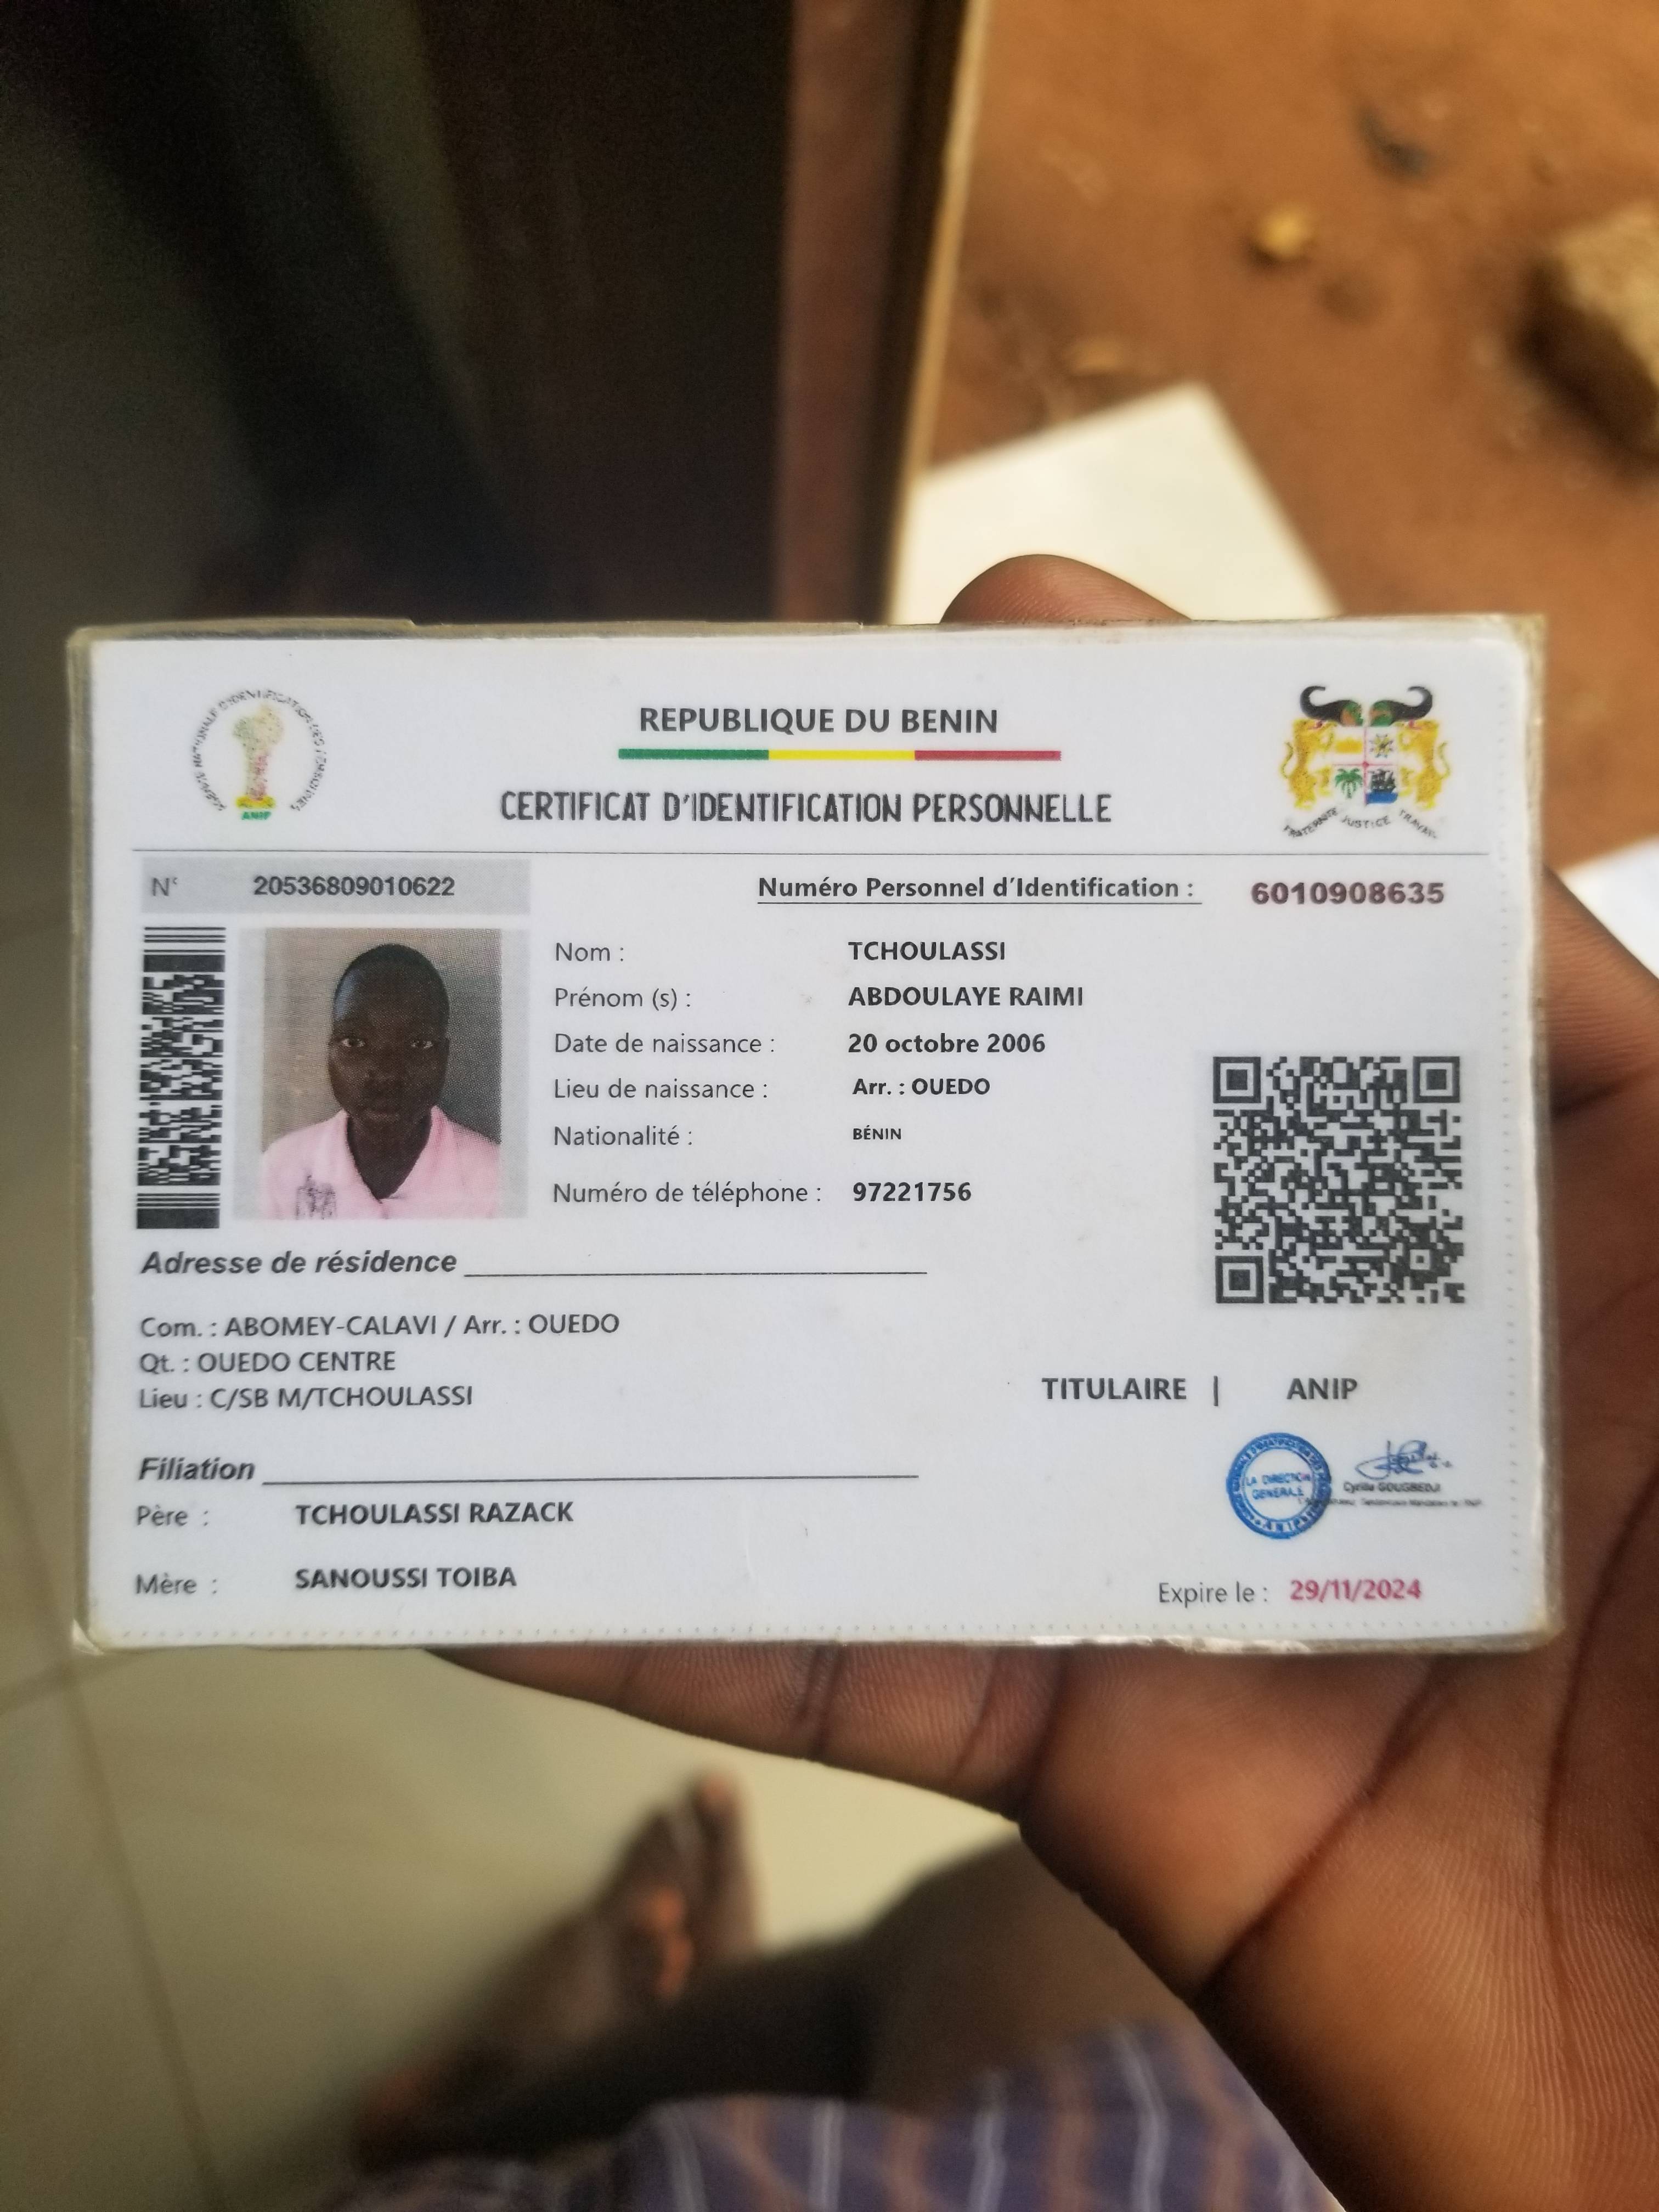 AGENCE NATIONALE D'IDENTIFICATION DES PERSONNES
ANIP
REPUBLIQUE DU BENIN
CERTIFICAT D'IDENTIFICATION PERSONNELLE
FRATERNITE JUSTICE TRAVAIL
N° 20536809010622
Numéro Personnel d'Identification : 6010908635
Nom : TCHOULASSI
Prénom (s) : ABDOULAYE RAIMI
Date de naissance : 20 octobre 2006
Lieu de naissance : Arr. : OUEDO
Nationalité : BÉNIN
Numéro de téléphone : 97221756
Adresse de résidence
Com. : ABOMEY-CALAVI / Arr. : OUEDO
Qt. : OUEDO CENTRE
Lieu : C/SB M/TCHOULASSI
TITULAIRE | ANIP
Filiation
Père : TCHOULASSI RAZACK
Mère : SANOUSSI TOIBA
LA DIRECTION
GENERALE
Cyrille GOUGBEDJI
Expire le : 29/11/2024